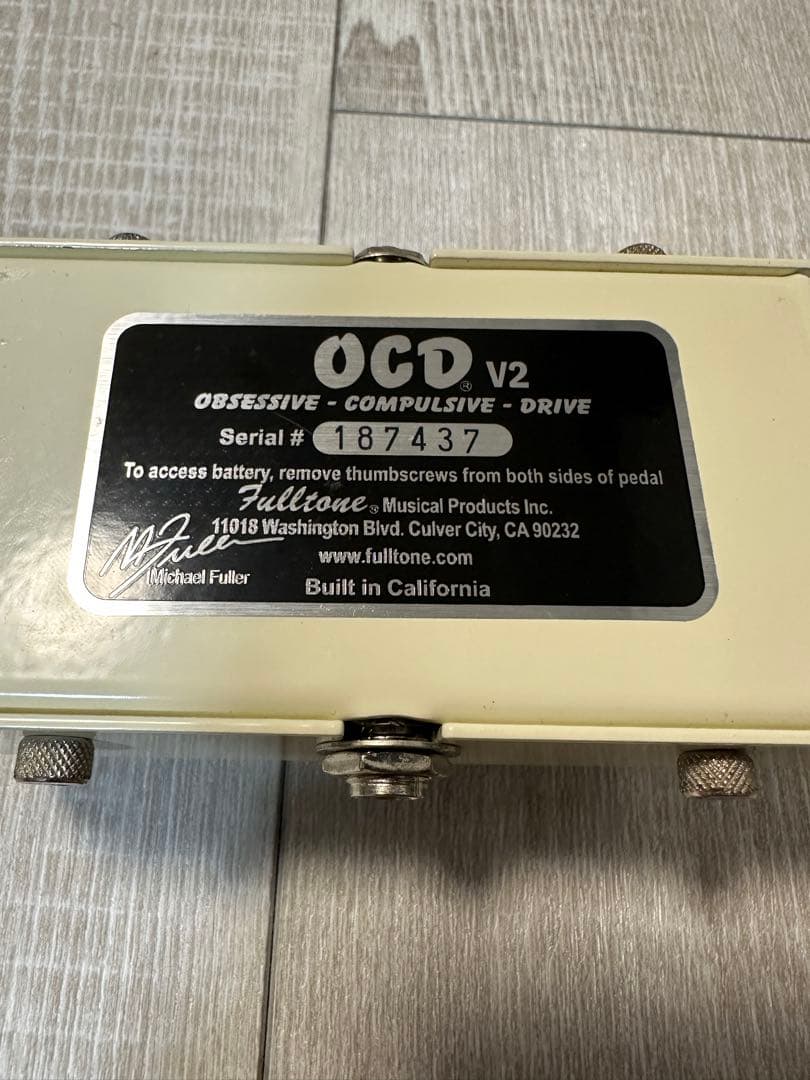 OCD® V2
OBSESSIVE - COMPULSIVE - DRIVE
Serial # 187437
To access battery, remove thumbscrews from both sides of pedal
Fulltone® Musical Products Inc.
11018 Washington Blvd. Culver City, CA 90232
www.fulltone.com
M Fuller
Michael Fuller
Built in California